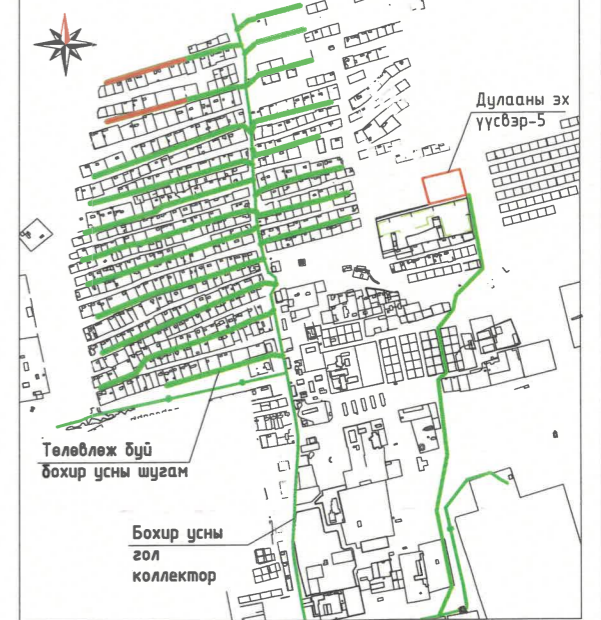 Дулааны эх
үүсвэр-5
Төлөвлөж буй
бохир усны шугам
Бохир усны
гол
коллектор